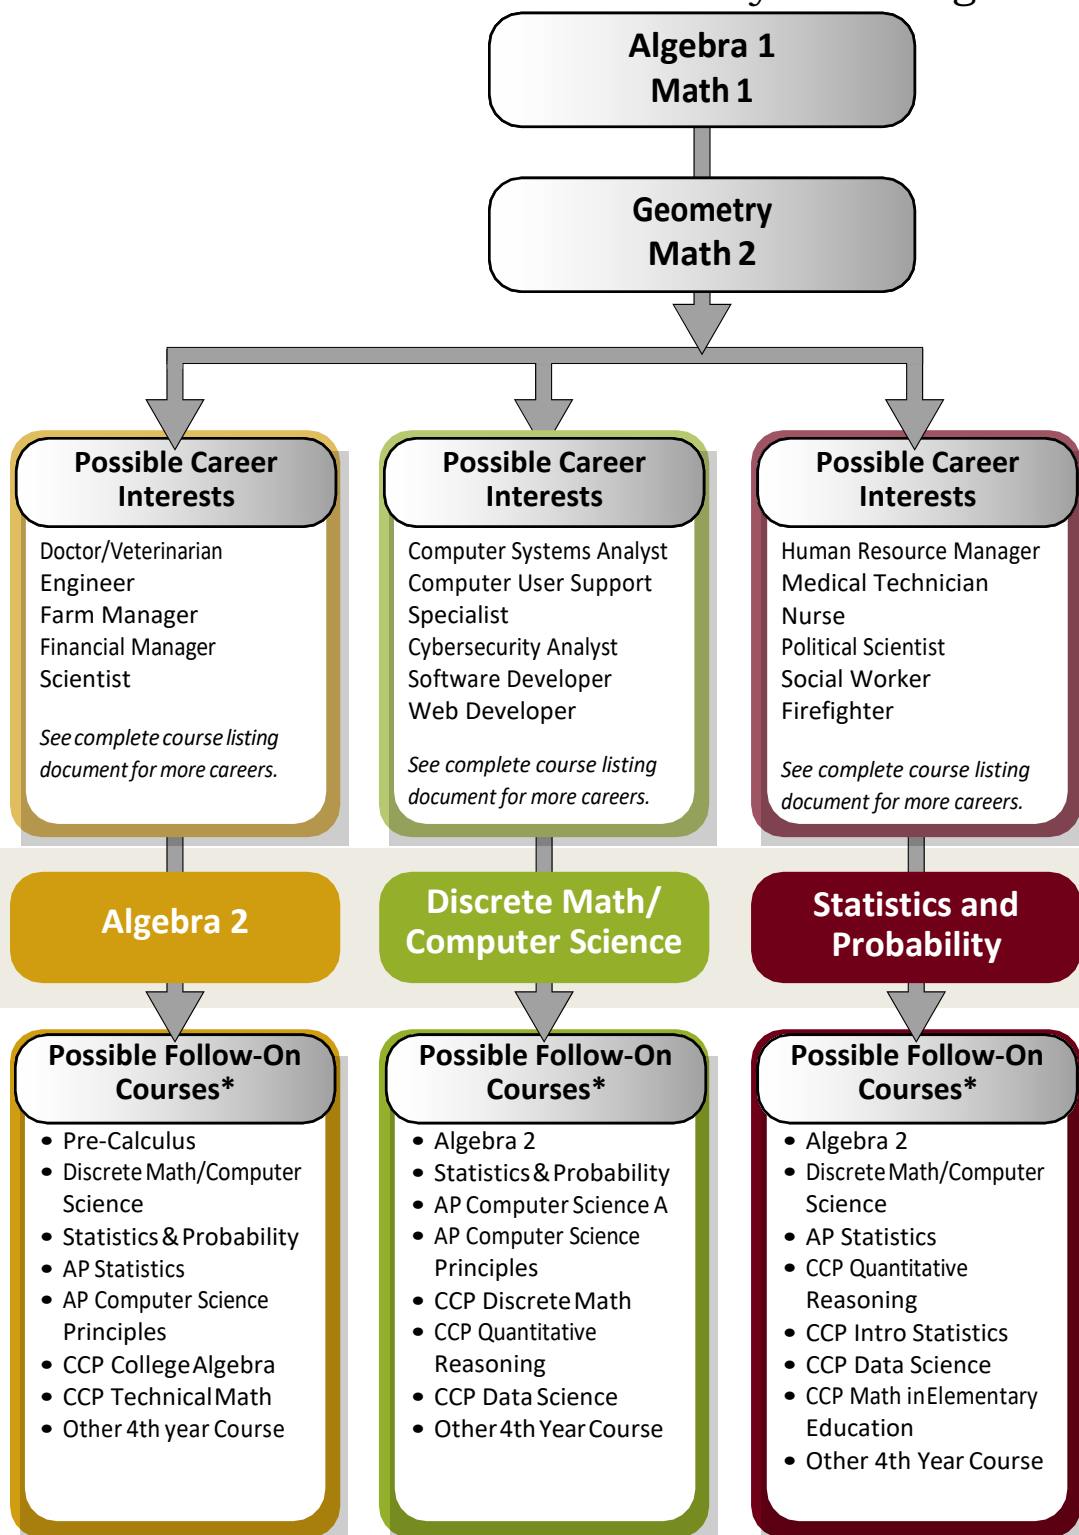 Algebra 1
Math 1
Geometry
Math 2
Possible Career
Interests
Doctor/Veterinarian
Engineer
Farm Manager
Financial Manager
Scientist
See complete course listing
document for more careers.
Possible Career
Interests
Computer Systems Analyst
Computer User Support
Specialist
Cybersecurity Analyst
Software Developer
Web Developer
See complete course listing
document for more careers.
Possible Career
Interests
Human Resource Manager
Medical Technician
Nurse
Political Scientist
Social Worker
Firefighter
See complete course listing
document for more careers.
Algebra 2
Discrete Math/
Computer Science
Statistics and
Probability
Possible Follow-On
Courses*
• Pre-Calculus
• Discrete Math/Computer
Science
• Statistics & Probability
• AP Statistics
• AP Computer Science
Principles
• CCP College Algebra
• CCP Technical Math
• Other 4th year Course
Possible Follow-On
Courses*
• Algebra 2
• Statistics & Probability
• AP Computer Science A
• AP Computer Science
Principles
• CCP Discrete Math
• CCP Quantitative
Reasoning
• CCP Data Science
• Other 4th Year Course
Possible Follow-On
Courses*
• Algebra 2
• Discrete Math/Computer
Science
• AP Statistics
• CCP Quantitative
Reasoning
• CCP Intro Statistics
• CCP Data Science
• CCP Math in Elementary
Education
• Other 4th Year Course